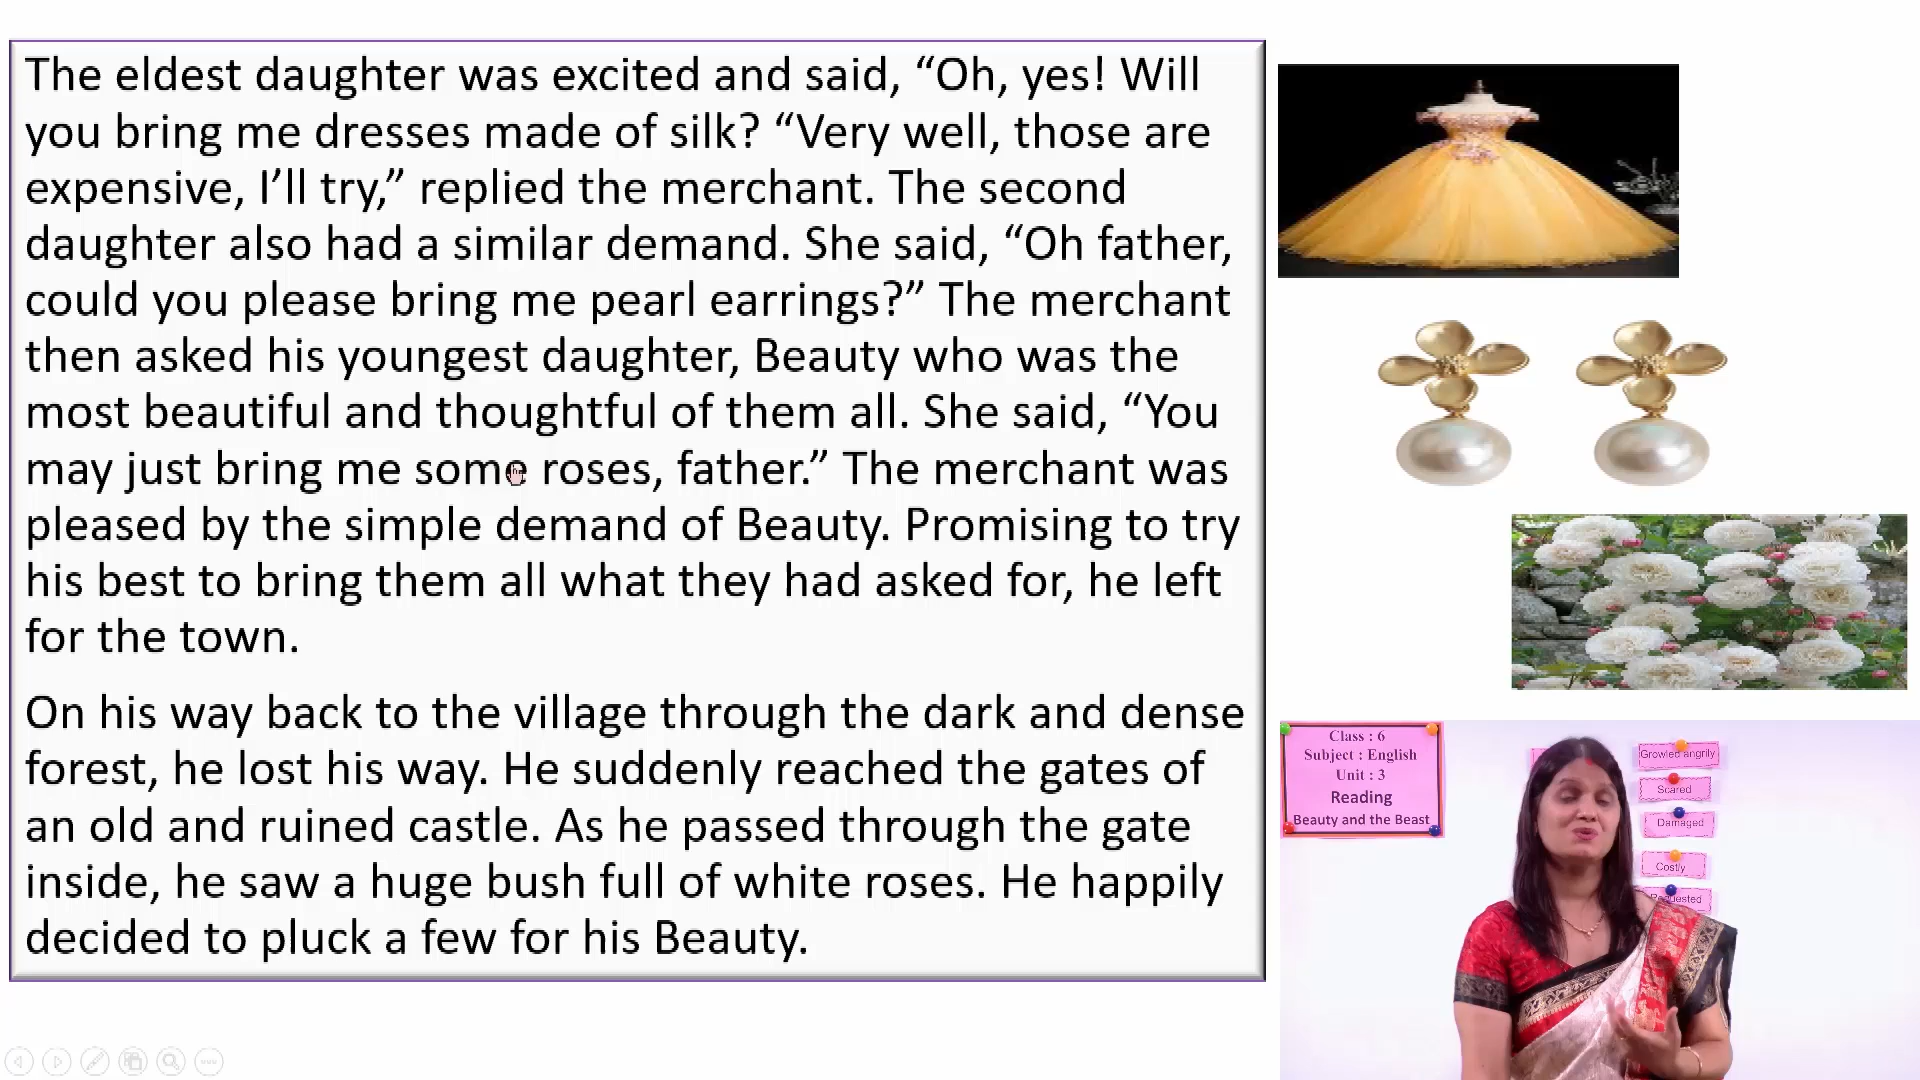 The eldest daughter was excited and said, “Oh, yes! Will
you bring me dresses made of silk? “Very well, those are
expensive, I’ll try,” replied the merchant. The second
daughter also had a similar demand. She said, “Oh father,
could you please bring me pearl earrings?” The merchant
then asked his youngest daughter, Beauty who was the
most beautiful and thoughtful of them all. She said, “You
may just bring me some roses, father.” The merchant was
pleased by the simple demand of Beauty. Promising to try
his best to bring them all what they had asked for, he left
for the town.
On his way back to the village through the dark and dense
forest, he lost his way. He suddenly reached the gates of
an old and ruined castle. As he passed through the gate
inside, he saw a huge bush full of white roses. He happily
decided to pluck a few for his Beauty.
Class : 6
Subject : English
Unit : 3
Reading
Beauty and the Beast
Growled angrily
Scared
Damaged
Costly
Requested